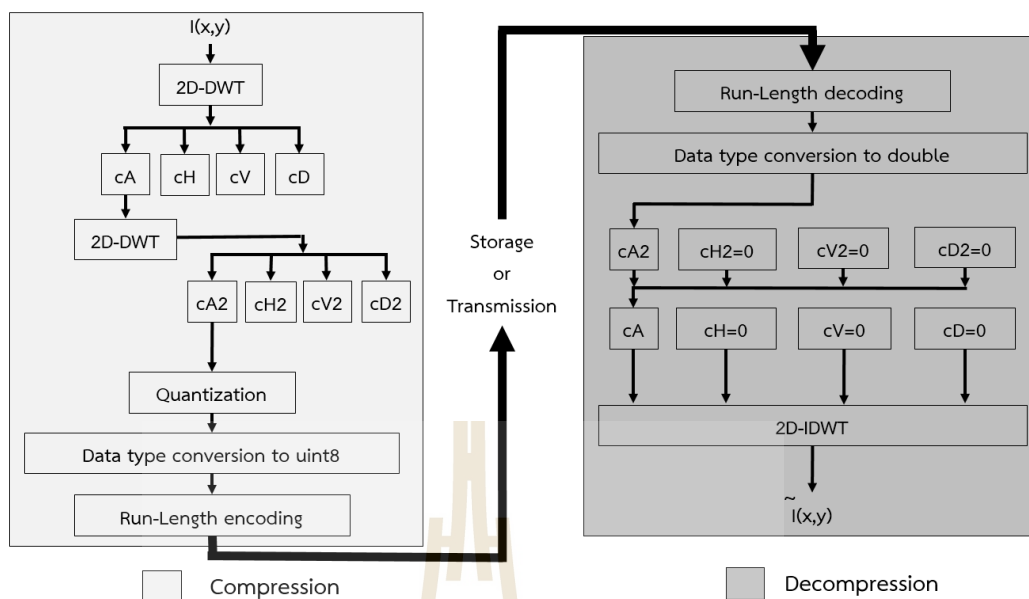 I(x,y)
2D-DWT
cA cH cV cD
2D-DWT
cA2 cH2 cV2 cD2
Quantization
Data type conversion to uint8
Run-Length encoding
Compression
Storage
or
Transmission
Run-Length decoding
Data type conversion to double
cA2 cH2=0 cV2=0 cD2=0
cA cH=0 cV=0 cD=0
2D-IDWT
Ĩ(x,y)
Decompression